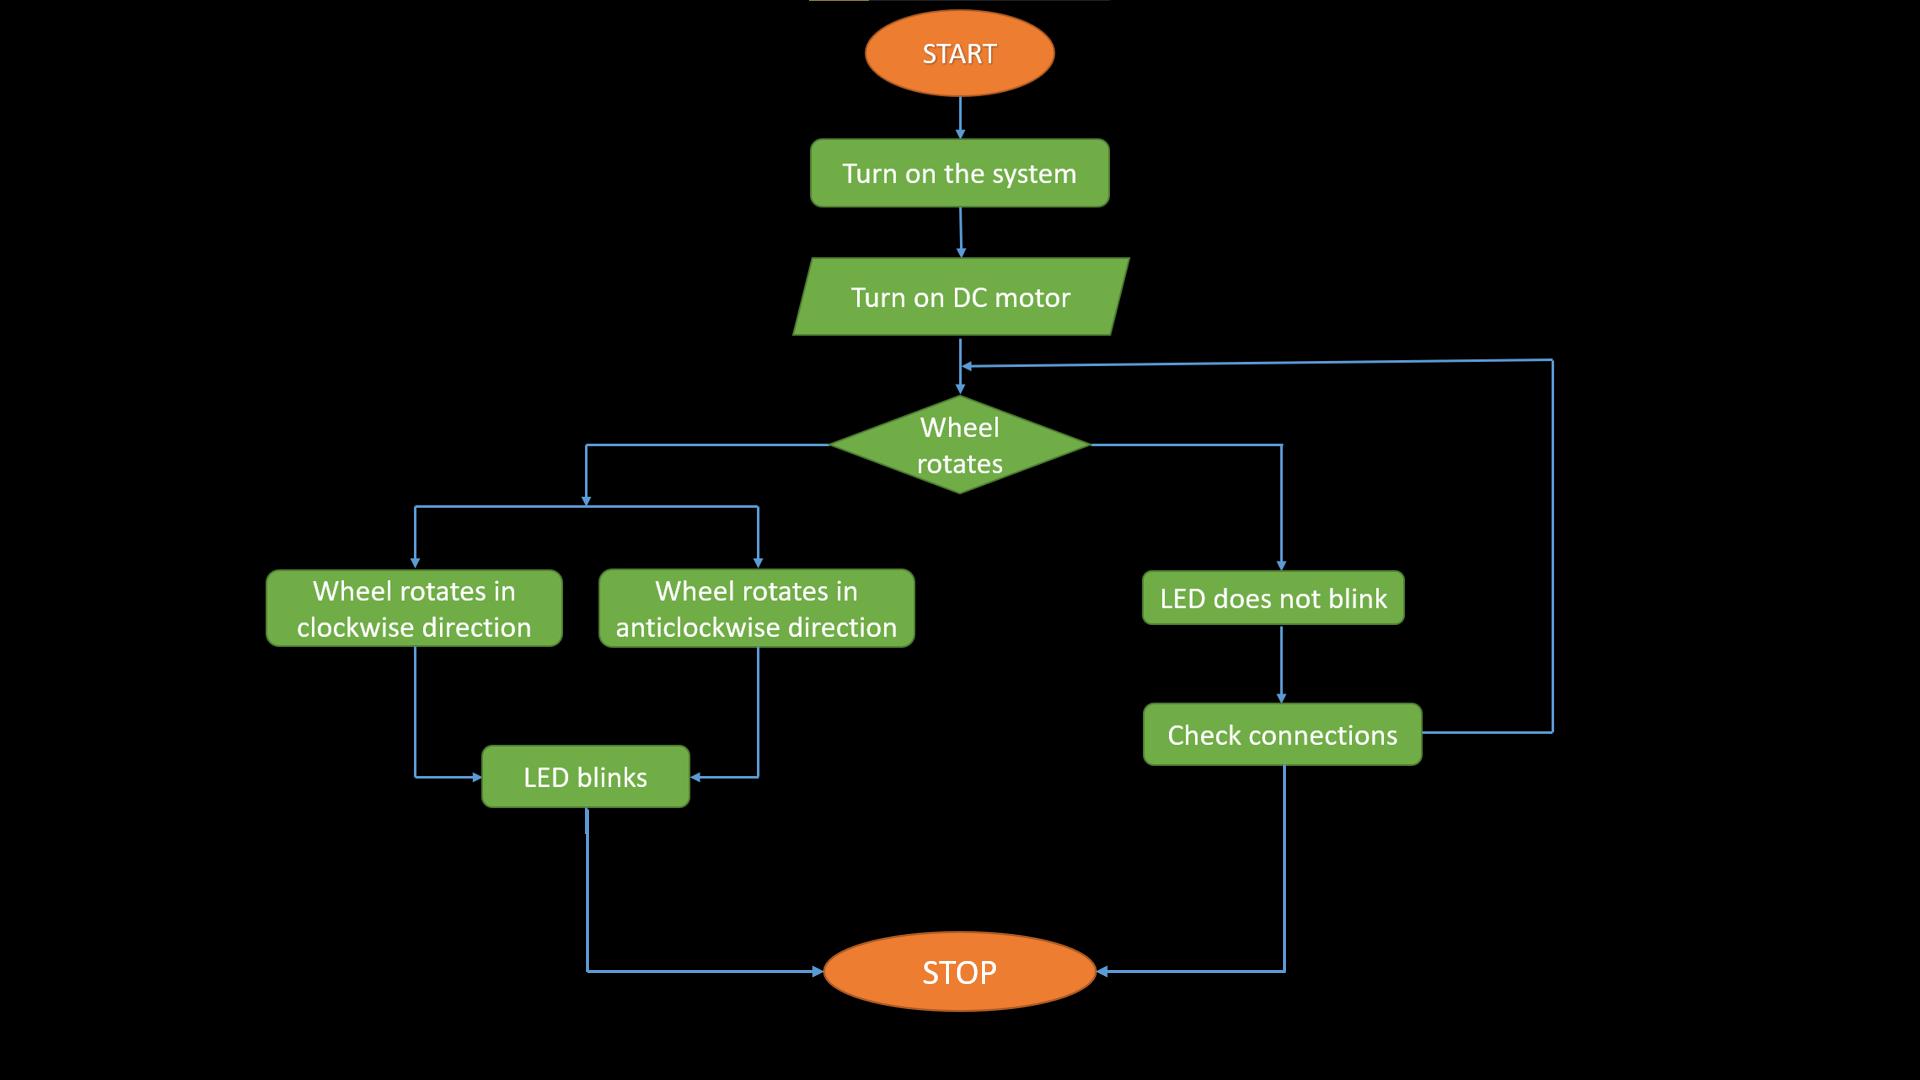 START
Turn on the system
Turn on DC motor
Wheel
rotates
Wheel rotates in
clockwise direction
Wheel rotates in
anticlockwise direction
LED does not blink
Check connections
LED blinks
STOP